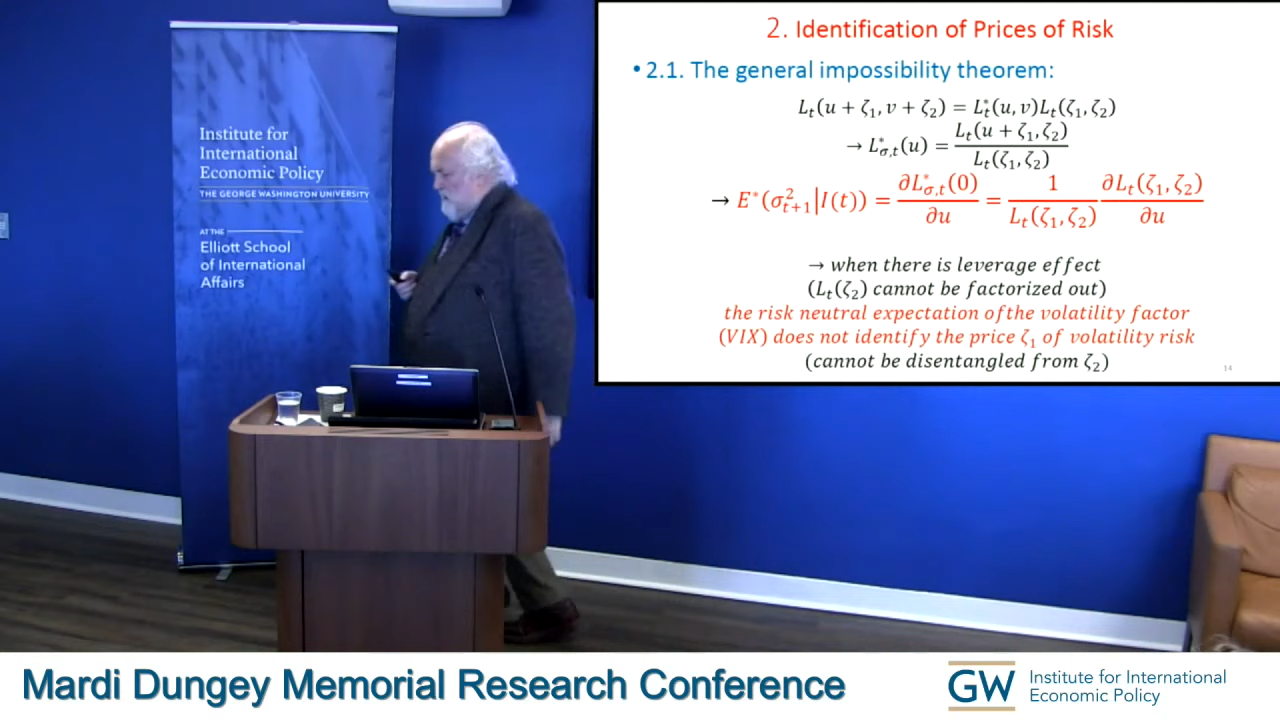 Institute for
International
Economic Policy
THE GEORGE WASHINGTON UNIVERSITY
AT THE
Elliott School
of International
Affairs
2. Identification of Prices of Risk
• 2.1. The general impossibility theorem:
L_t(u + ζ_1, v + ζ_2) = L_t^*(u, v)L_t(ζ_1, ζ_2)
→ L_{σ,t}^*(u) = \frac{L_t(u + ζ_1, ζ_2)}{L_t(ζ_1, ζ_2)}
→ E^*(σ_{t+1}^2|I(t)) = \frac{∂L_{σ,t}^*(0)}{∂u} = \frac{1}{L_t(ζ_1, ζ_2)} \frac{∂L_t(ζ_1, ζ_2)}{∂u}
→ when there is leverage effect
(L_t(ζ_2) cannot be factorized out)
the risk neutral expectation of the volatility factor
(VIX) does not identify the price ζ_1 of volatility risk
(cannot be disentangled from ζ_2)
14
Mardi Dungey Memorial Research Conference
GW
Institute for International
Economic Policy